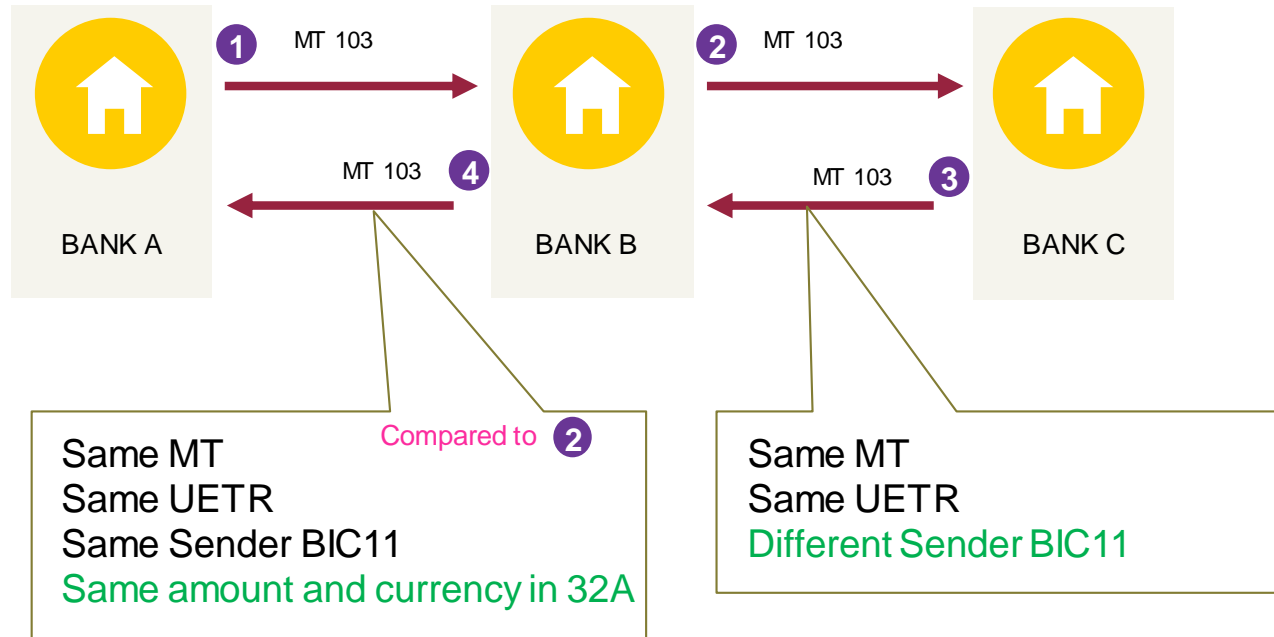 1 MT 103
2 MT 103
MT 103 4
MT 103 3
BANK A
BANK B
BANK C
Compared to 2
Same MT
Same UETR
Same Sender BIC11
Same amount and currency in 32A
Same MT
Same UETR
Different Sender BIC11